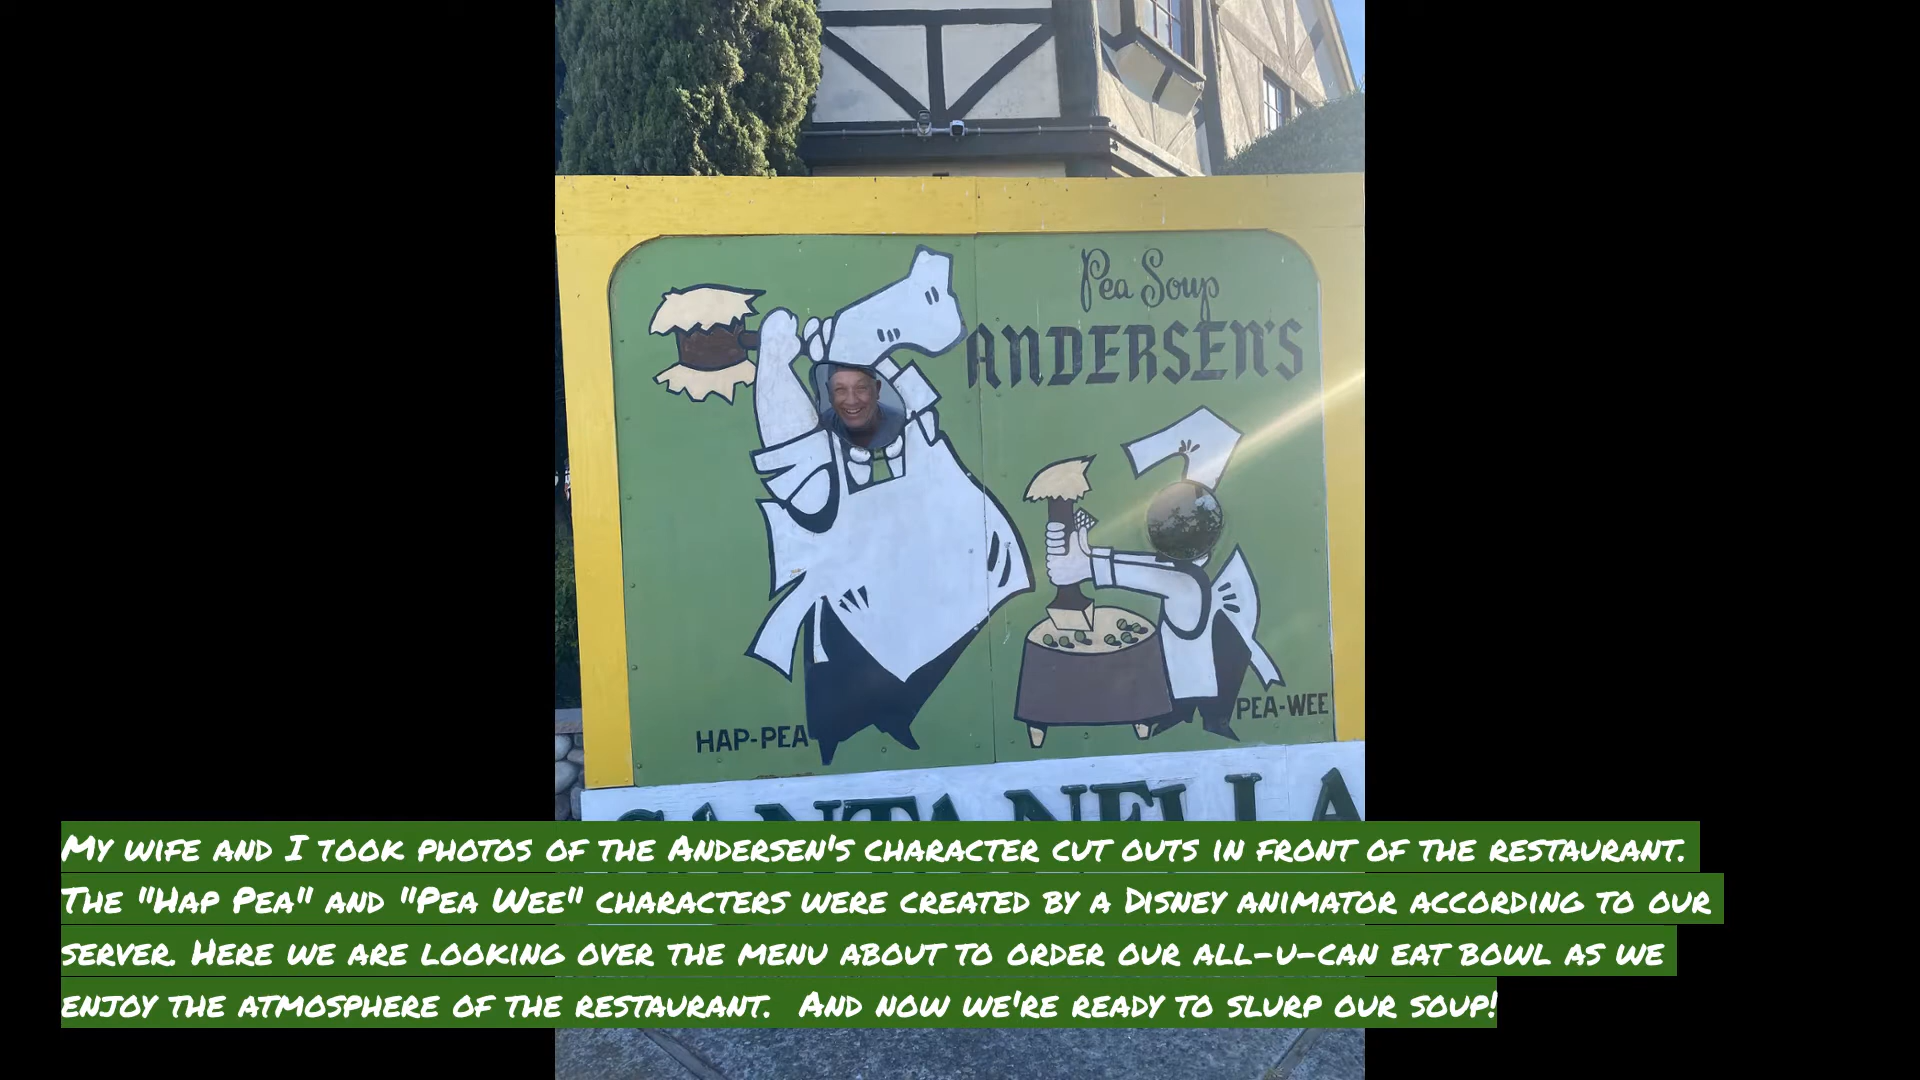 Pea Soup
ANDERSEN'S
HAP-PEA
PEA-WEE
SANTA NELLA
My wife and I took photos of the Andersen's character cut outs in front of the restaurant.
The "Hap Pea" and "Pea Wee" characters were created by a Disney animator according to our
server. Here we are looking over the menu about to order our all-u-can eat bowl as we
enjoy the atmosphere of the restaurant.  And now we're ready to slurp our soup!